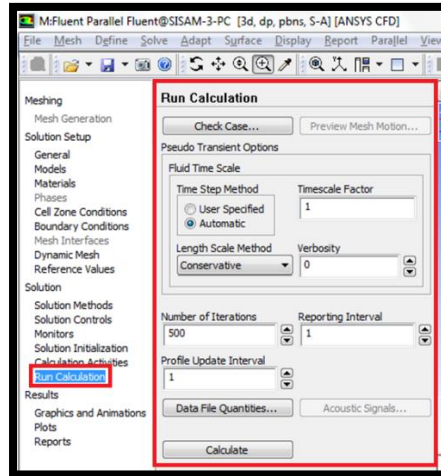 M:Fluent Parallel Fluent@SISAM-3-PC [3d, dp, pbns, S-A] [ANSYS CFD]
File Mesh Define Solve Adapt Surface Display Report Parallel View
Meshing
Mesh Generation
Solution Setup
General
Models
Materials
Phases
Cell Zone Conditions
Boundary Conditions
Mesh Interfaces
Dynamic Mesh
Reference Values
Solution
Solution Methods
Solution Controls
Monitors
Solution Initialization
Calculation Activities
Run Calculation
Results
Graphics and Animations
Plots
Reports
Run Calculation
Check Case... Preview Mesh Motion...
Pseudo Transient Options
Fluid Time Scale
Time Step Method Timescale Factor
User Specified 1
Automatic
Length Scale Method Verbosity
Conservative 0
Number of Iterations Reporting Interval
500 1
Profile Update Interval
1
Data File Quantities... Acoustic Signals...
Calculate